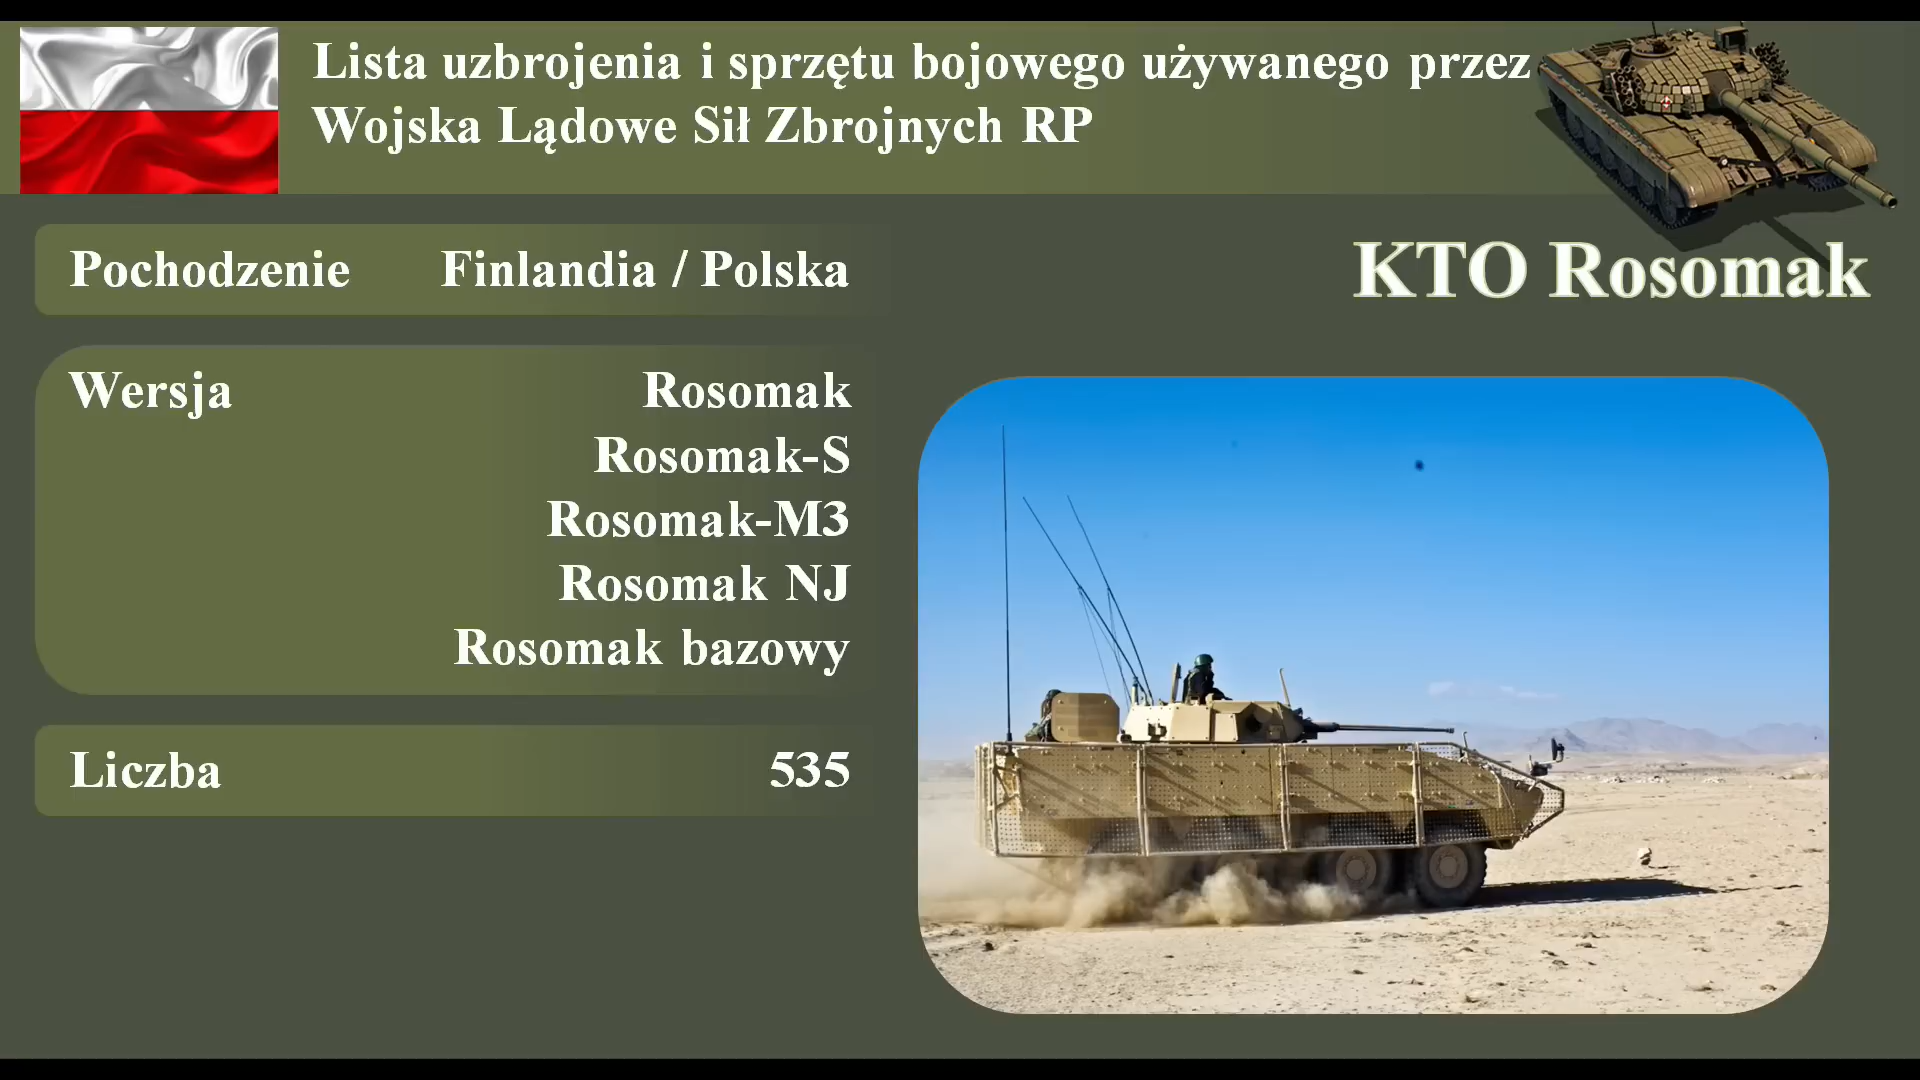 Lista uzbrojenia i sprzętu bojowego używanego przez
Wojska Lądowe Sił Zbrojnych RP
KTO Rosomak
Pochodzenie Finlandia / Polska
Wersja Rosomak
Rosomak-S
Rosomak-M3
Rosomak NJ
Rosomak bazowy
Liczba 535